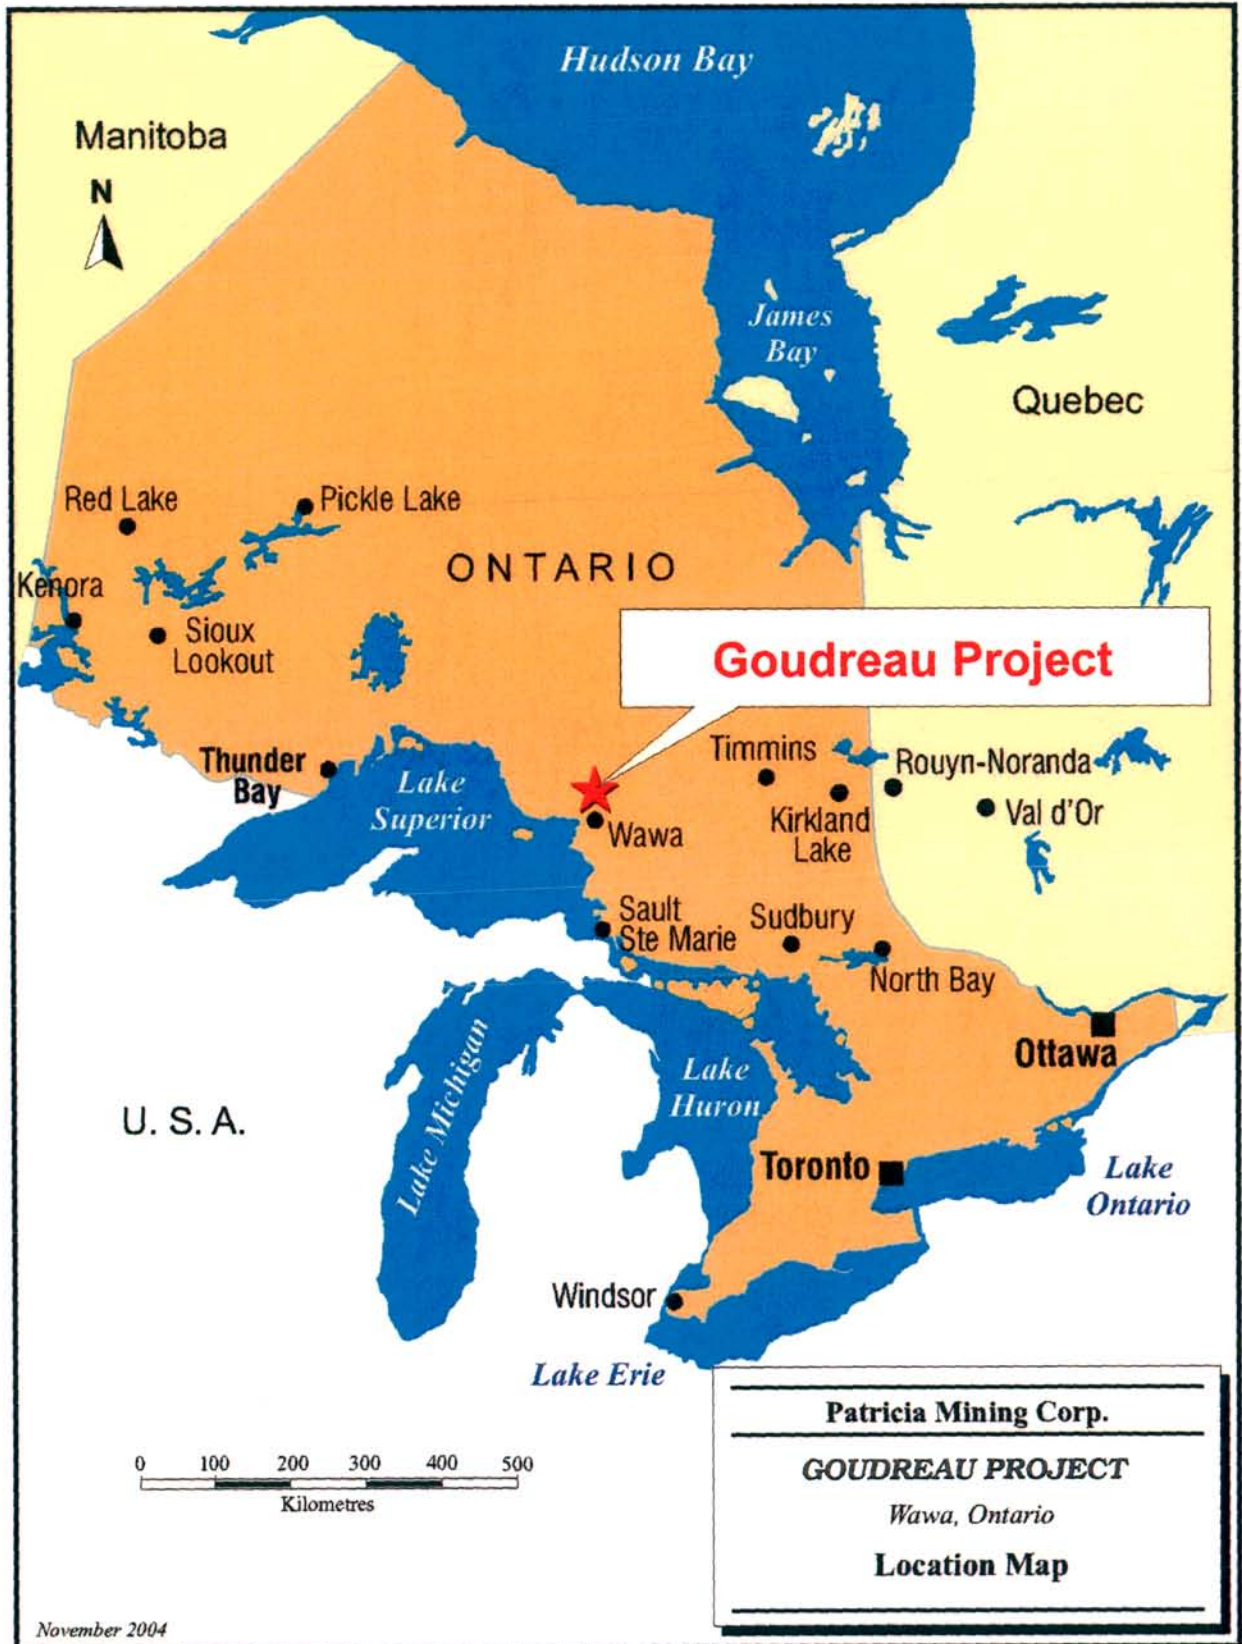 Hudson Bay
Manitoba
N
James
Bay
Quebec
Red Lake
Pickle Lake
ONTARIO
Kenora
Sioux
Lookout
Goudreau Project
Thunder
Bay
Lake
Superior
Timmins
Rouyn-Noranda
Kirkland
Lake
Val d'Or
Wawa
Sault
Ste Marie
Sudbury
North Bay
Ottawa
Lake Michigan
Lake
Huron
U. S. A.
Toronto
Lake
Ontario
Windsor
Lake Erie
Patricia Mining Corp.
GOUDREAU PROJECT
Wawa, Ontario
Location Map
0 100 200 300 400 500
Kilometres
November 2004